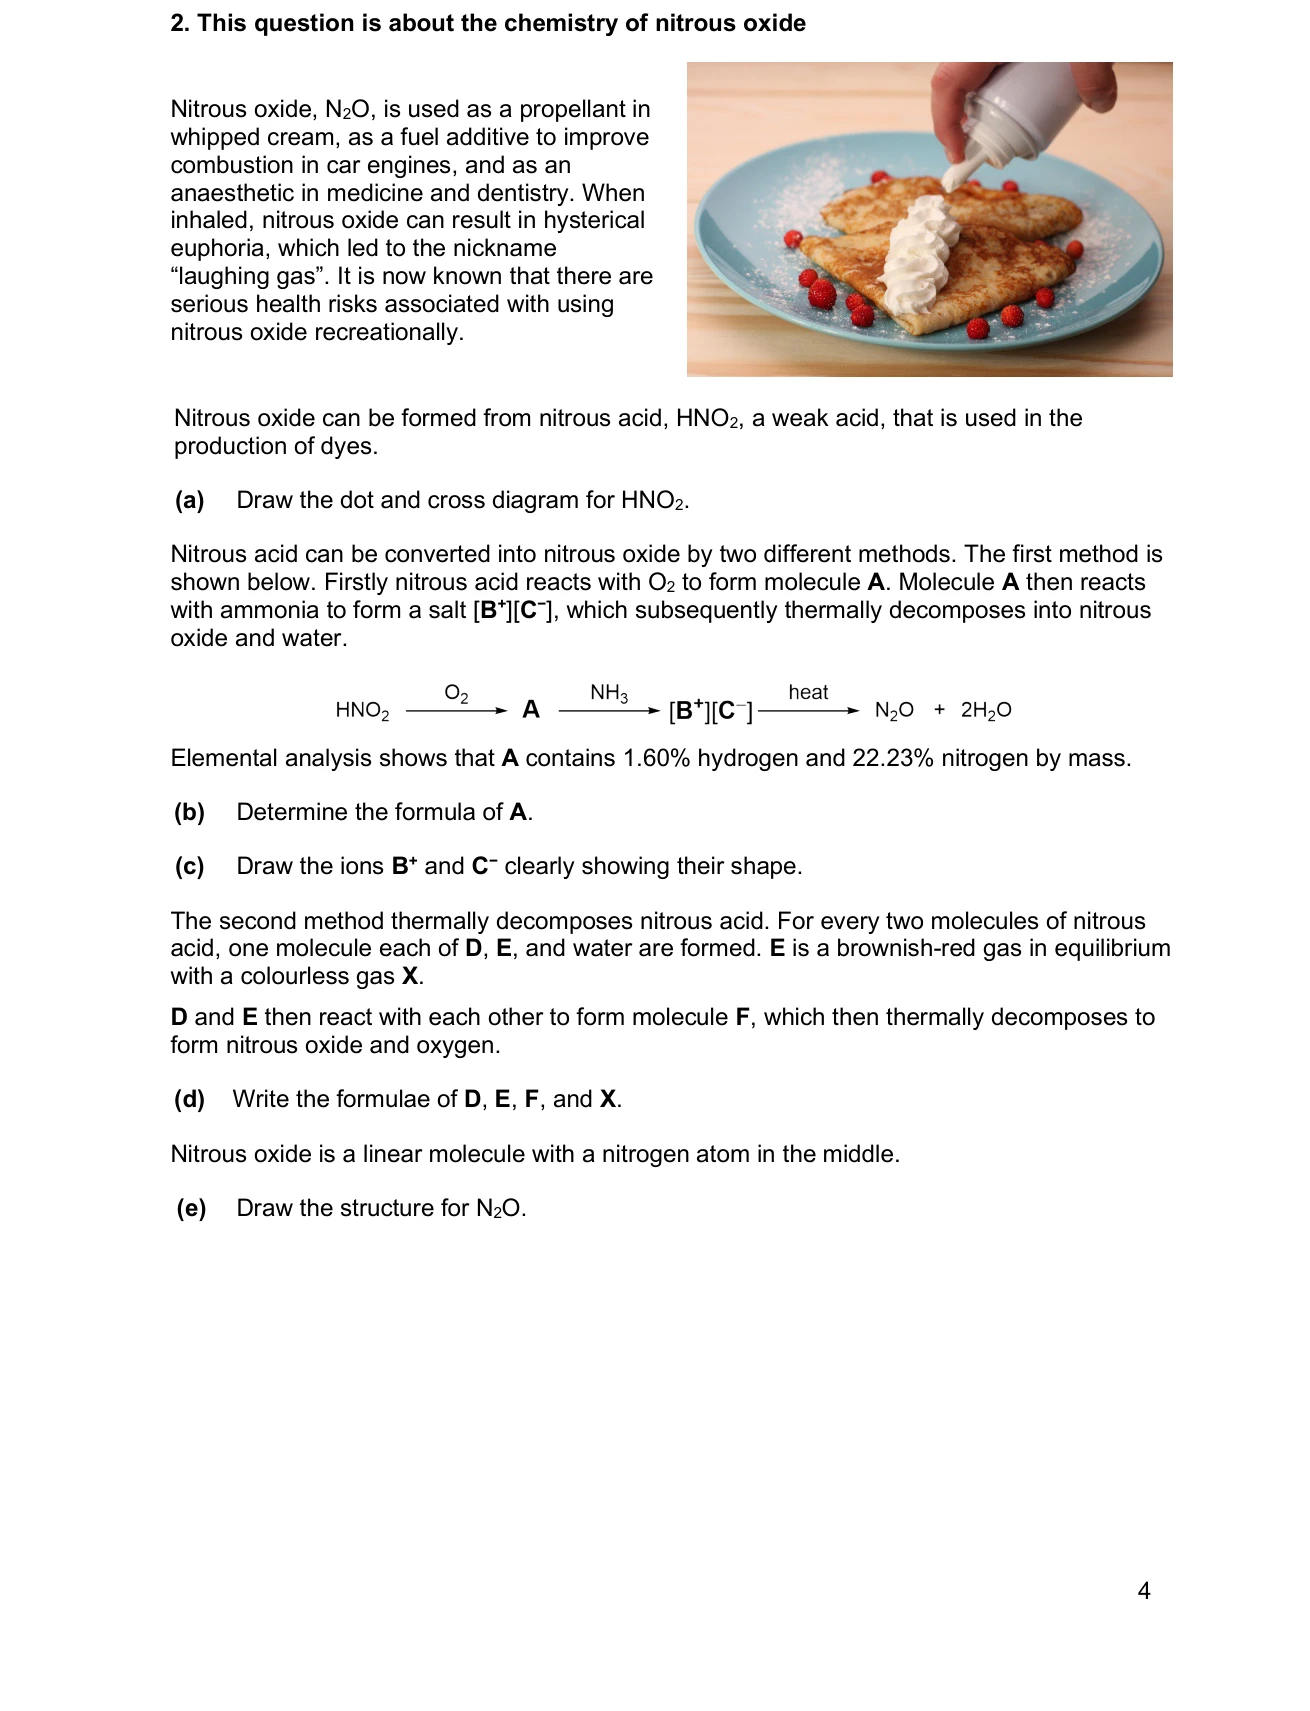 2. This question is about the chemistry of nitrous oxide
Nitrous oxide, N₂O, is used as a propellant in
whipped cream, as a fuel additive to improve
combustion in car engines, and as an
anaesthetic in medicine and dentistry. When
inhaled, nitrous oxide can result in hysterical
euphoria, which led to the nickname
“laughing gas”. It is now known that there are
serious health risks associated with using
nitrous oxide recreationally.
Nitrous oxide can be formed from nitrous acid, HNO₂, a weak acid, that is used in the
production of dyes.
(a) Draw the dot and cross diagram for HNO₂.
Nitrous acid can be converted into nitrous oxide by two different methods. The first method is
shown below. Firstly nitrous acid reacts with O₂ to form molecule A. Molecule A then reacts
with ammonia to form a salt [B⁺][C⁻], which subsequently thermally decomposes into nitrous
oxide and water.
O₂ NH₃ heat
HNO₂ → A → [B⁺][C⁻] → N₂O + 2H₂O
Elemental analysis shows that A contains 1.60% hydrogen and 22.23% nitrogen by mass.
(b) Determine the formula of A.
(c) Draw the ions B⁺ and C⁻ clearly showing their shape.
The second method thermally decomposes nitrous acid. For every two molecules of nitrous
acid, one molecule each of D, E, and water are formed. E is a brownish-red gas in equilibrium
with a colourless gas X.
D and E then react with each other to form molecule F, which then thermally decomposes to
form nitrous oxide and oxygen.
(d) Write the formulae of D, E, F, and X.
Nitrous oxide is a linear molecule with a nitrogen atom in the middle.
(e) Draw the structure for N₂O.
4